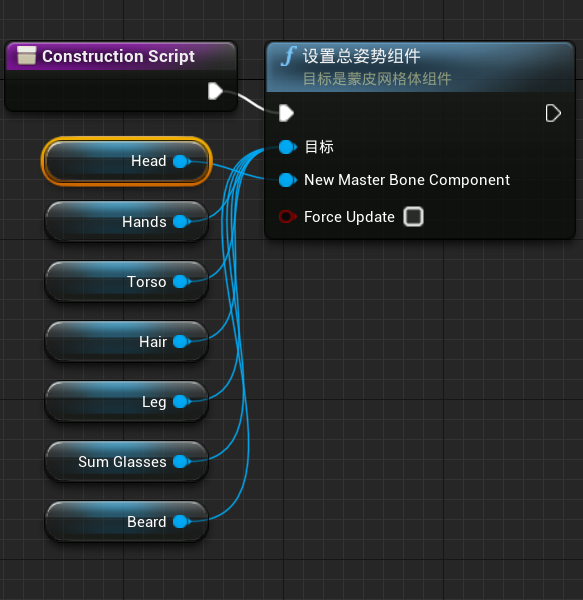 Construction Script
设置总姿势组件
目标是蒙皮网格体组件
目标
Head
New Master Bone Component
Hands
Force Update
Torso
Hair
Leg
Sum Glasses
Beard